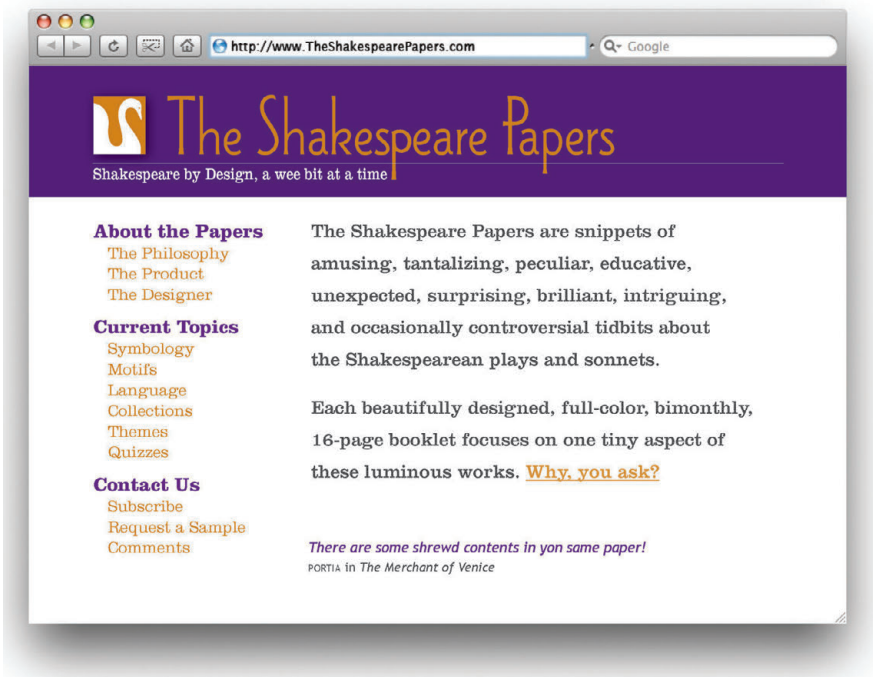 http://www.TheShakespearePapers.com
Google
The Shakespeare Papers
Shakespeare by Design, a wee bit at a time
About the Papers
The Philosophy
The Product
The Designer
Current Topics
Symbology
Motifs
Language
Collections
Themes
Quizzes
Contact Us
Subscribe
Request a Sample
Comments
The Shakespeare Papers are snippets of
amusing, tantalizing, peculiar, educative,
unexpected, surprising, brilliant, intriguing,
and occasionally controversial tidbits about
the Shakespearean plays and sonnets.
Each beautifully designed, full-color, bimonthly,
16-page booklet focuses on one tiny aspect of
these luminous works. Why, you ask?
There are some shrewd contents in yon same paper!
PORTIA in The Merchant of Venice